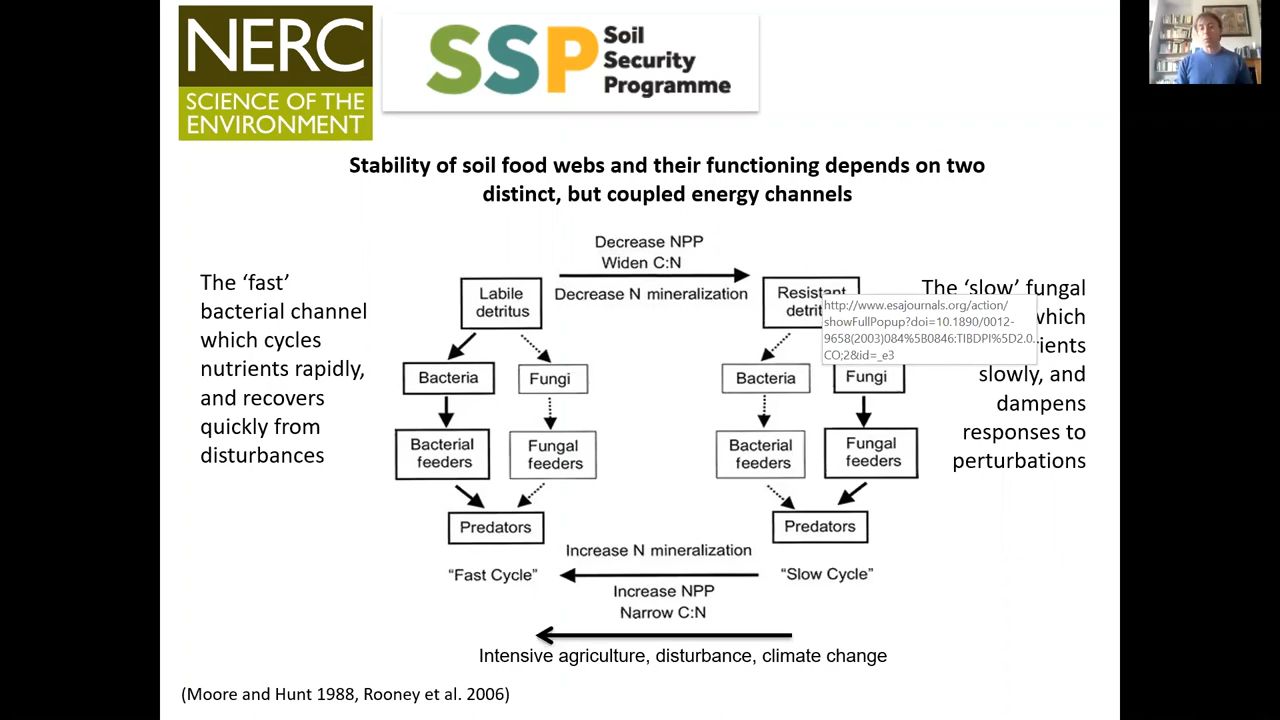 NERC
SCIENCE OF THE
ENVIRONMENT
SSP
Soil
Security
Programme
Stability of soil food webs and their functioning depends on two
distinct, but coupled energy channels
The ‘fast’
bacterial channel
which cycles
nutrients rapidly,
and recovers
quickly from
disturbances
Decrease NPP
Widen C:N
Decrease N mineralization
Labile
detritus
Bacteria
Fungi
Bacterial
feeders
Fungal
feeders
Predators
"Fast Cycle"
Resistant
Bacteria
Fungi
Bacterial
feeders
Fungal
feeders
Predators
"Slow Cycle"
http://www.esajournals.org/action/
showFullPopup?doi=10.1890/0012-
9658(2003)084%5B0846:TIBDPI%5D2.0.
CO;2&id=_e3
The ‘slow’ fungal
which
slowly, and
dampens
responses to
perturbations
Increase N mineralization
Increase NPP
Narrow C:N
Intensive agriculture, disturbance, climate change
(Moore and Hunt 1988, Rooney et al. 2006)